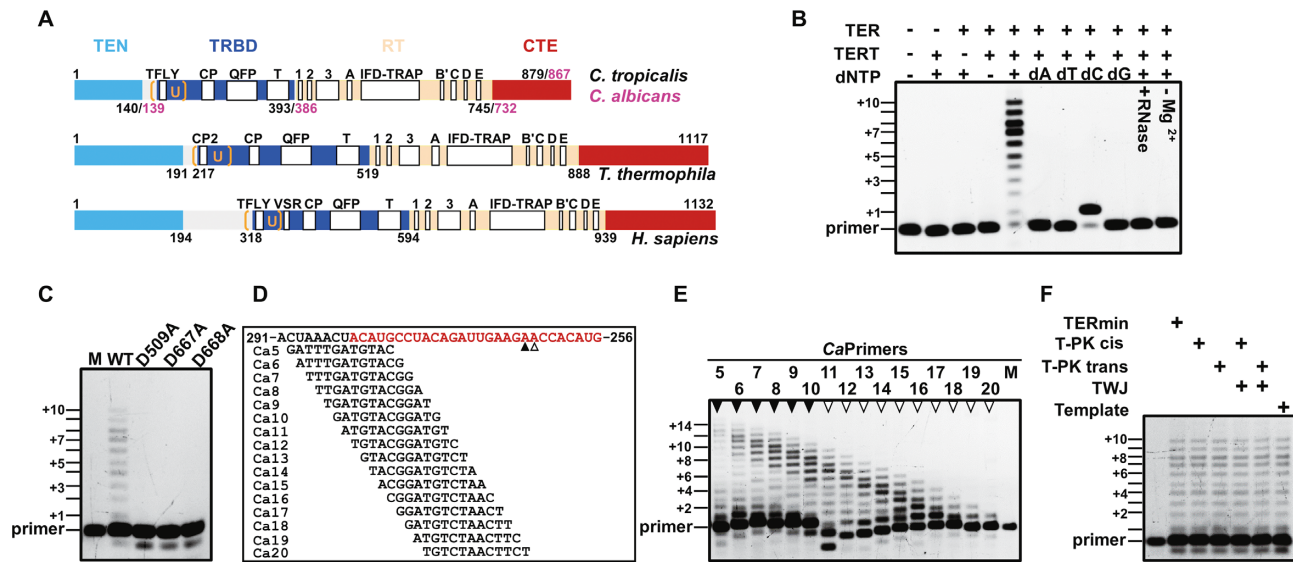 A
TEN TRBD RT CTE
1 TFLY CP QFP T 1 2 3 A IFD-TRAP B' C D E 879/867 C. tropicalis
U
C. albicans
140/139 393/386 745/732
1 CP2 CP QFP T 1 2 3 A IFD-TRAP B'C D E 1117
U
191 217 519 888 T. thermophila
1 TFLY VSR CP QFP T 1 2 3 A IFD-TRAP B'C D E 1132
U
194 318 594 939 H. sapiens
B
TER - - + + + + + + + + +
TERT - + - + + + + + + + +
dNTP - + + - + dA dT dC dG + +
+RNase
- Mg 2+
+10
+7
+5
+3
+1
primer
C
M WT D509A D667A D668A
+10
+7
+5
+3
+1
primer
D
291-ACUAAACUACAUGCCUACAGAUUGAAGAACCACAUG-256
Ca5 GATTTGATGTAC
Ca6 ATTTGATGTACG
Ca7 TTTGATGTACGG
Ca8 TTGATGTACGGA
Ca9 TGATGTACGGAT
Ca10 GATGTACGGATG
Ca11 ATGTACGGATGT
Ca12 TGTACGGATGTC
Ca13 GTACGGATGTCT
Ca14 TACGGATGTCTA
Ca15 ACGGATGTCTAA
Ca16 CGGATGTCTAAC
Ca17 GGATGTCTAACT
Ca18 GATGTCTAACTT
Ca19 ATGTCTAACTTC
Ca20 TGTCTAACTTCT
E
CaPrimers
5 7 9 11 13 15 17 19 M
6 8 10 12 14 16 18 20
+14
+10
+8
+6
+4
+2
primer
F
TERmin +
T-PK cis + +
T-PK trans + +
TWJ + +
Template +
+10
+8
+6
+4
+2
primer